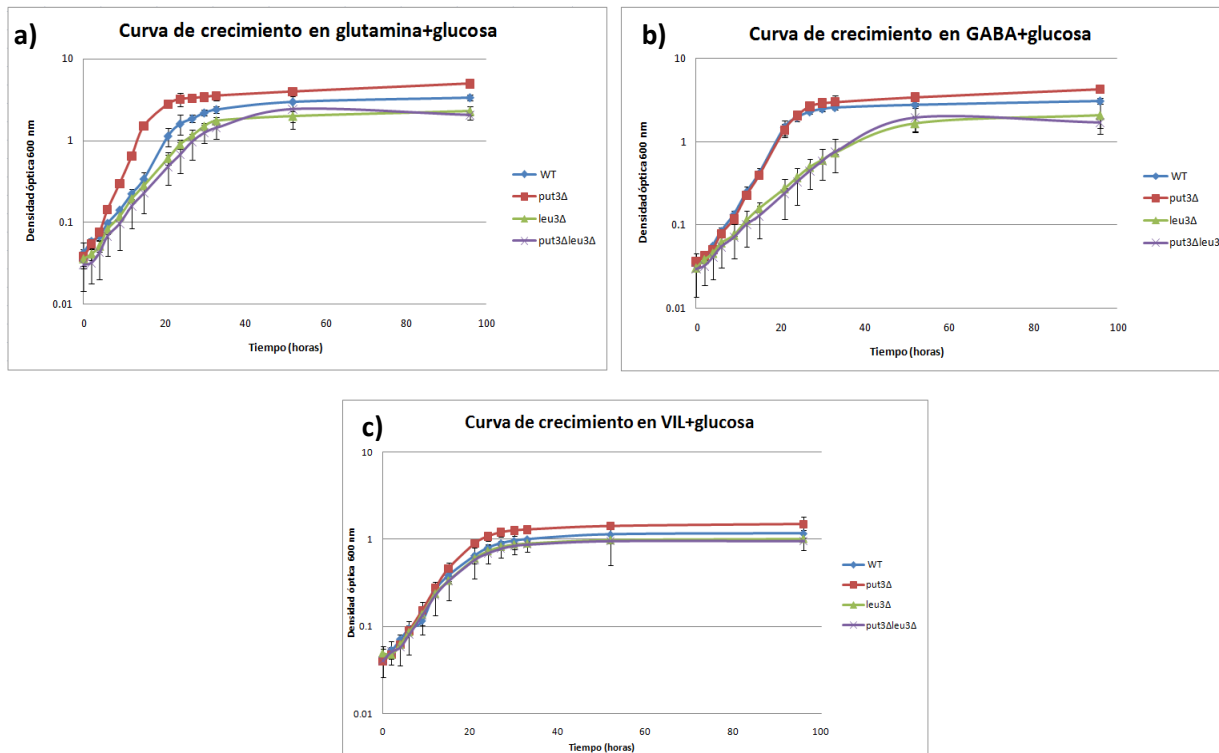 a)
Curva de crecimiento en glutamina+glucosa
10
1
0.1
0.01
0
20
40
60
80
100
Densidad óptica 600 nm
Tiempo (horas)
WT
put3Δ
leu3Δ
put3Δleu3Δ
b)
Curva de crecimiento en GABA+glucosa
10
1
0.1
0.01
0
20
40
60
80
100
Densidad óptica 600 nm
Tiempo (horas)
WT
put3Δ
leu3Δ
put3Δleu3Δ
c)
Curva de crecimiento en VIL+glucosa
10
1
0.1
0.01
0
20
40
60
80
100
Densidad óptica 600 nm
Tiempo (horas)
WT
put3Δ
leu3Δ
put3Δleu3Δ